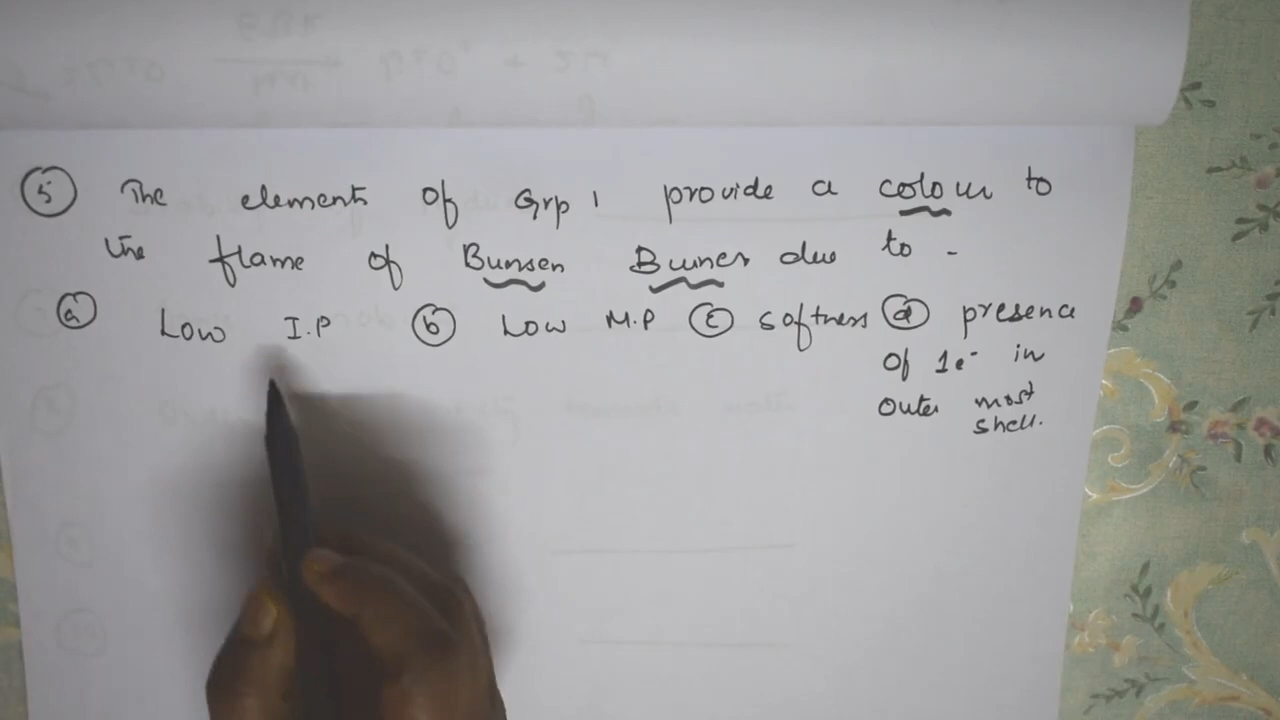 5 The elements of Grp 1 provide a colour to
the flame of Bunsen Burner due to -
a Low I.P b Low M.P c softness d presence
of 1e- in
outer most
shell.